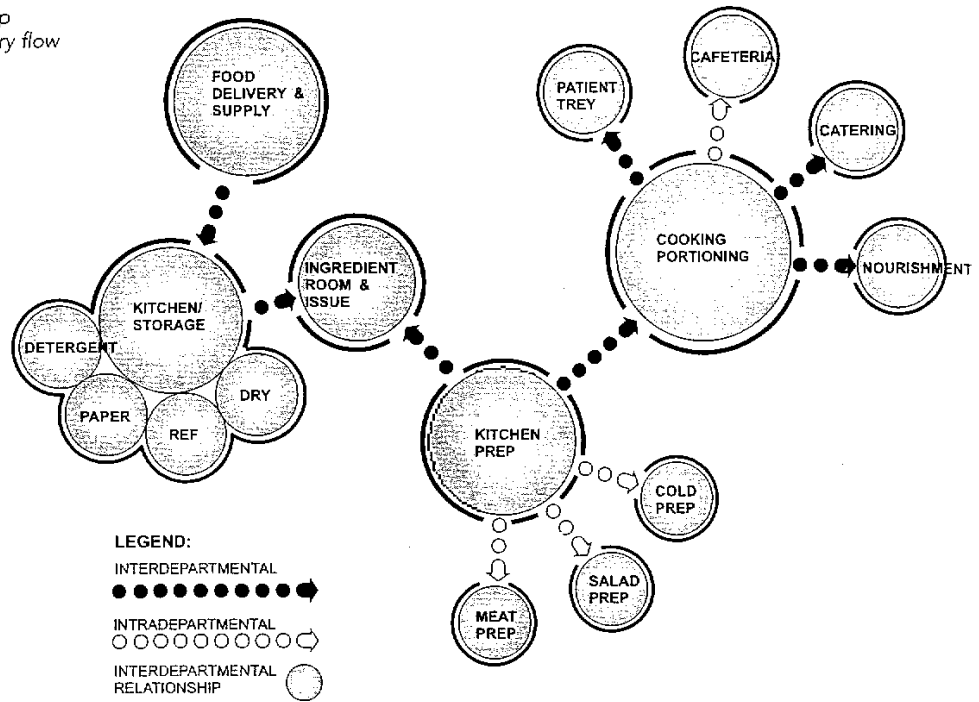 ry flow
FOOD
DELIVERY &
SUPPLY
CAFETERIA
PATIENT
TREY
CATERING
COOKING
PORTIONING
NOURISHMENT
INGREDIENT
ROOM &
ISSUE
KITCHEN/
STORAGE
DETERGENT
PAPER
REF
DRY
KITCHEN
PREP
COLD
PREP
SALAD
PREP
MEAT
PREP
LEGEND:
INTERDEPARTMENTAL
INTRADEPARTMENTAL
INTERDEPARTMENTAL
RELATIONSHIP